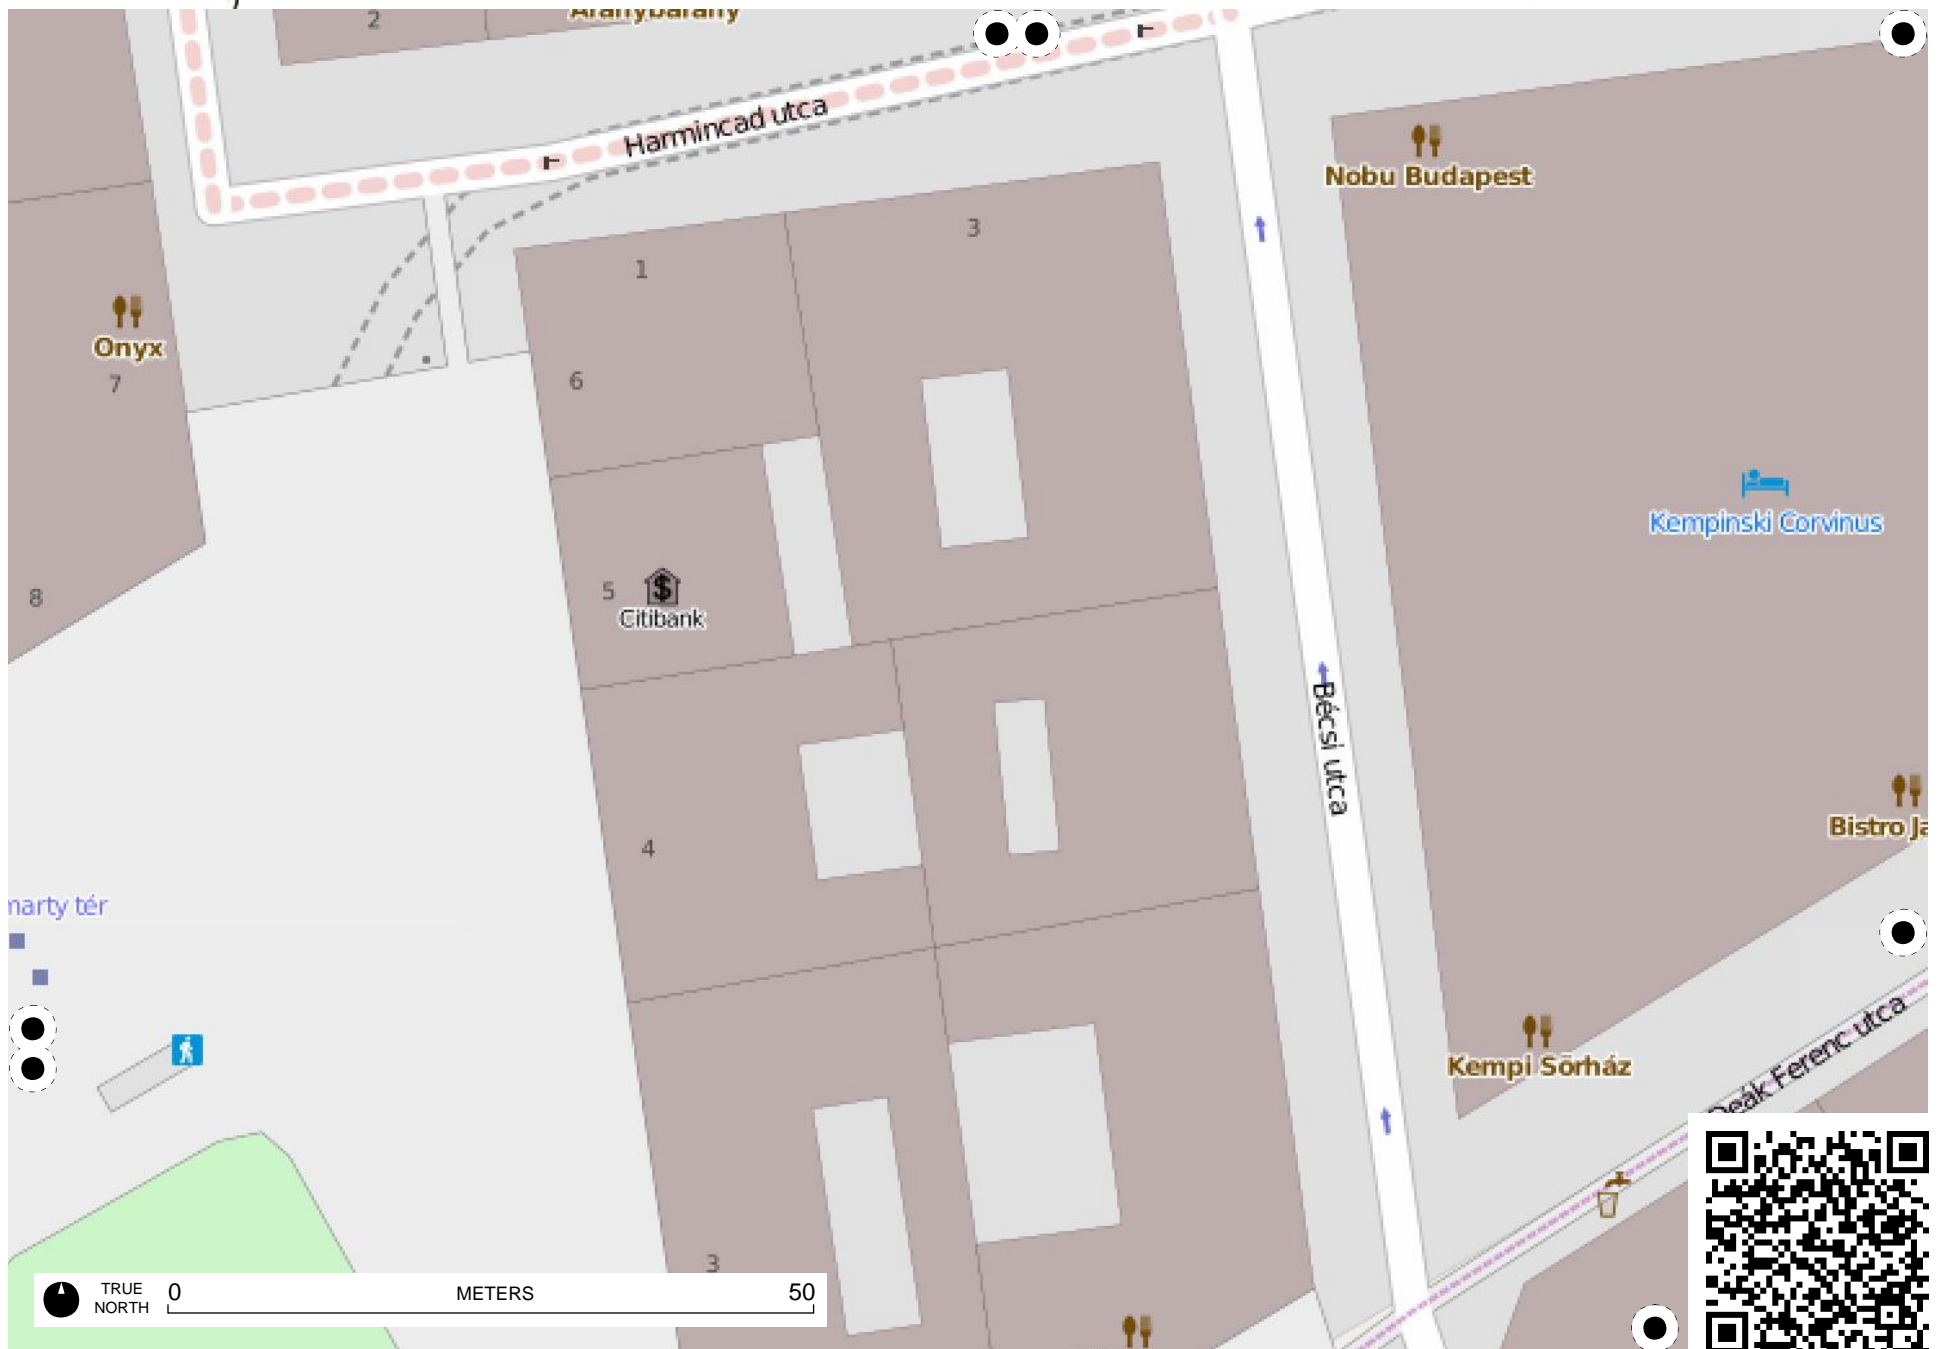 2
Aranybárány
Harmincad utca
Nobu Budapest
3
1
Onyx
7
6
Kempinski Corvinus
8
5
Citibank
Bécsi utca
Bistro Ja
4
marty tér
Deák Ferenc utca
Kempi Sörház
3
TRUE NORTH
0
METERS
50